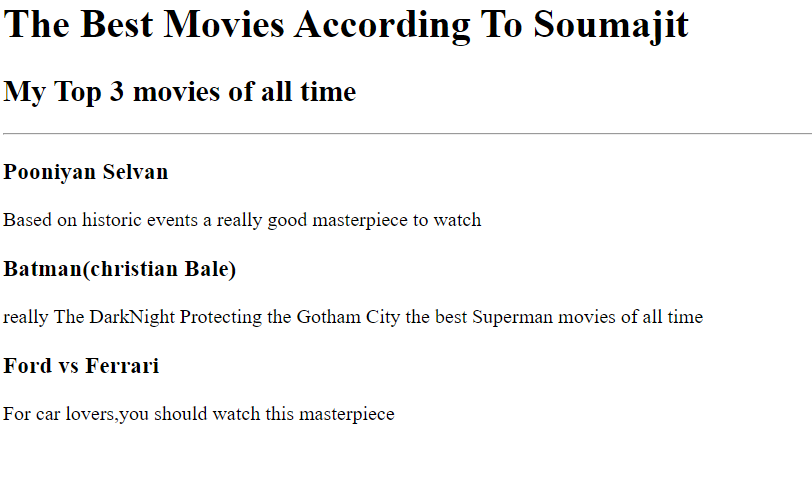 The Best Movies According To Soumajit
My Top 3 movies of all time
Pooniyan Selvan
Based on historic events a really good masterpiece to watch
Batman(christian Bale)
really The DarkNight Protecting the Gotham City the best Superman movies of all time
Ford vs Ferrari
For car lovers,you should watch this masterpiece